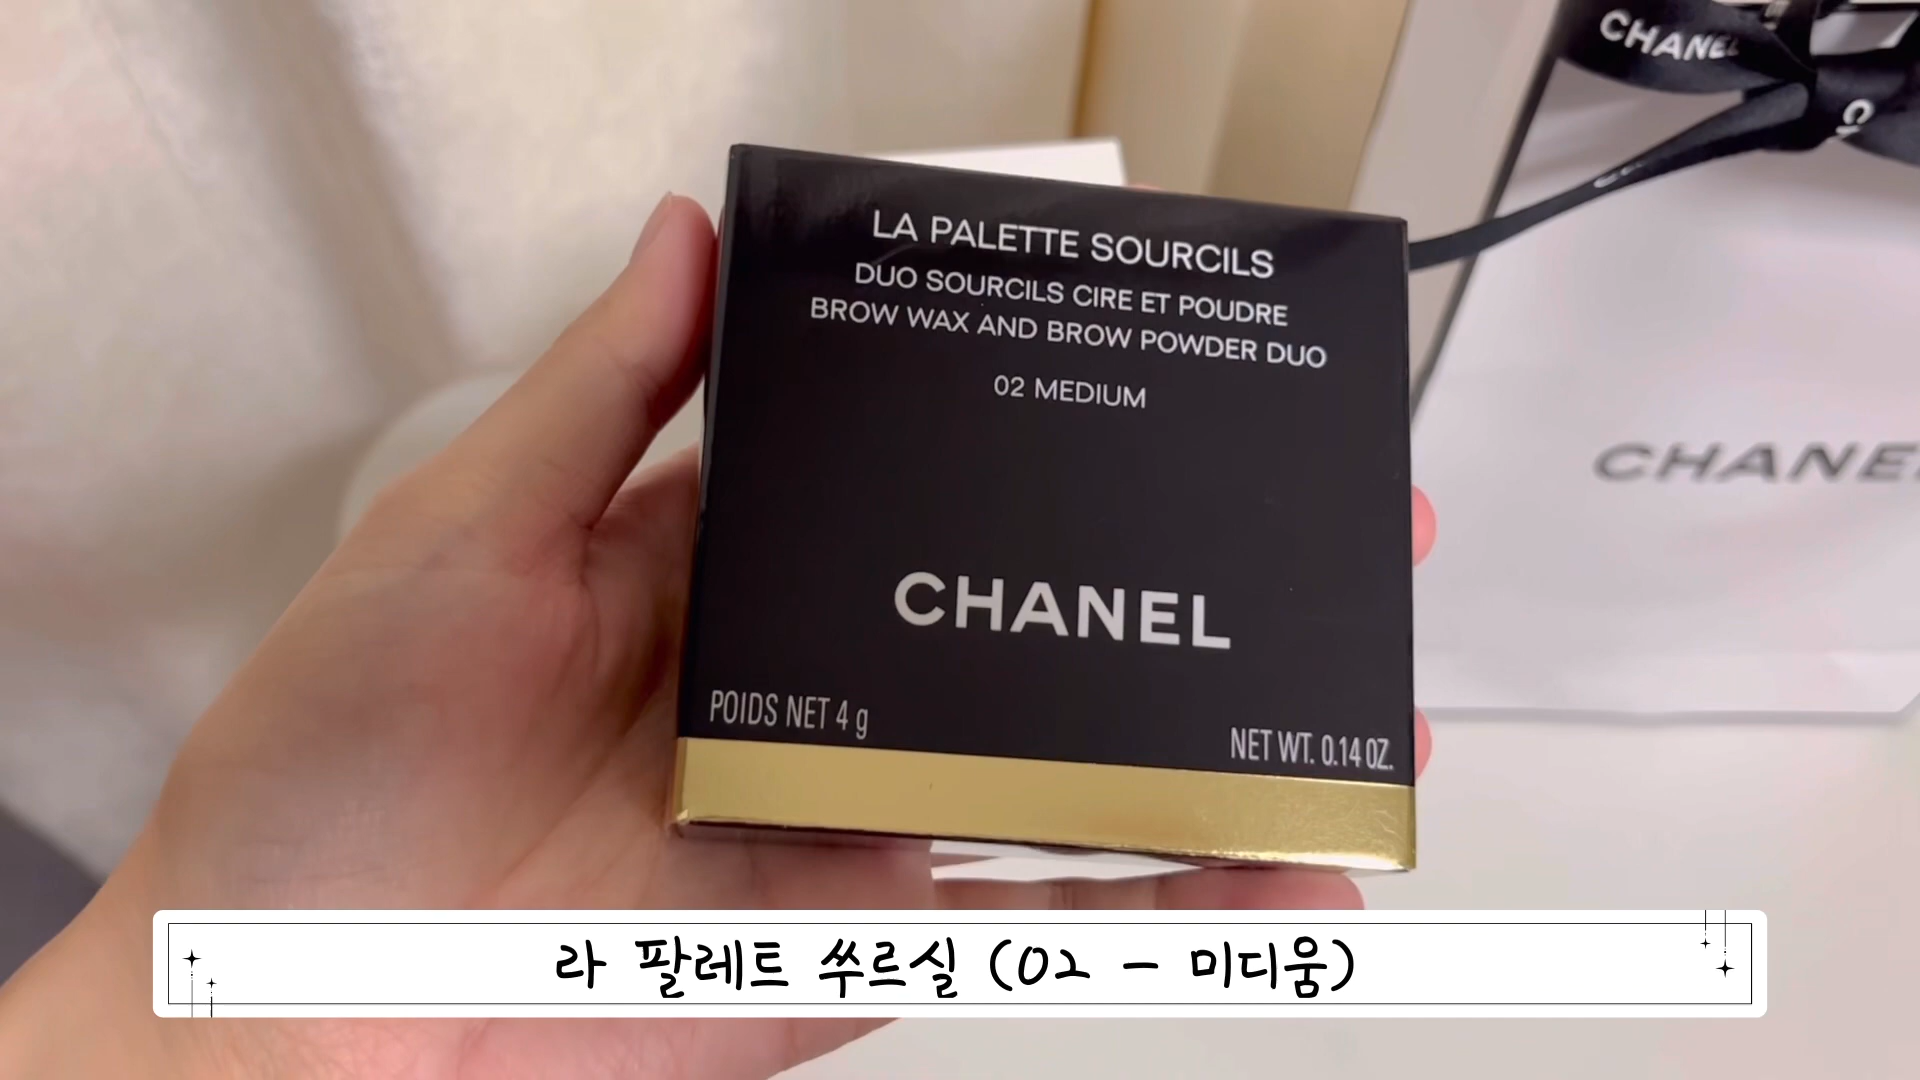 CHANEL
LA PALETTE SOURCILS
DUO SOURCILS CIRE ET POUDRE
BROW WAX AND BROW POWDER DUO
02 MEDIUM
CHANEL
CHANEL
POIDS NET 4 g
NET WT. 0.14 OZ.
라 팔레트 쑤르실 (02 - 미디움)